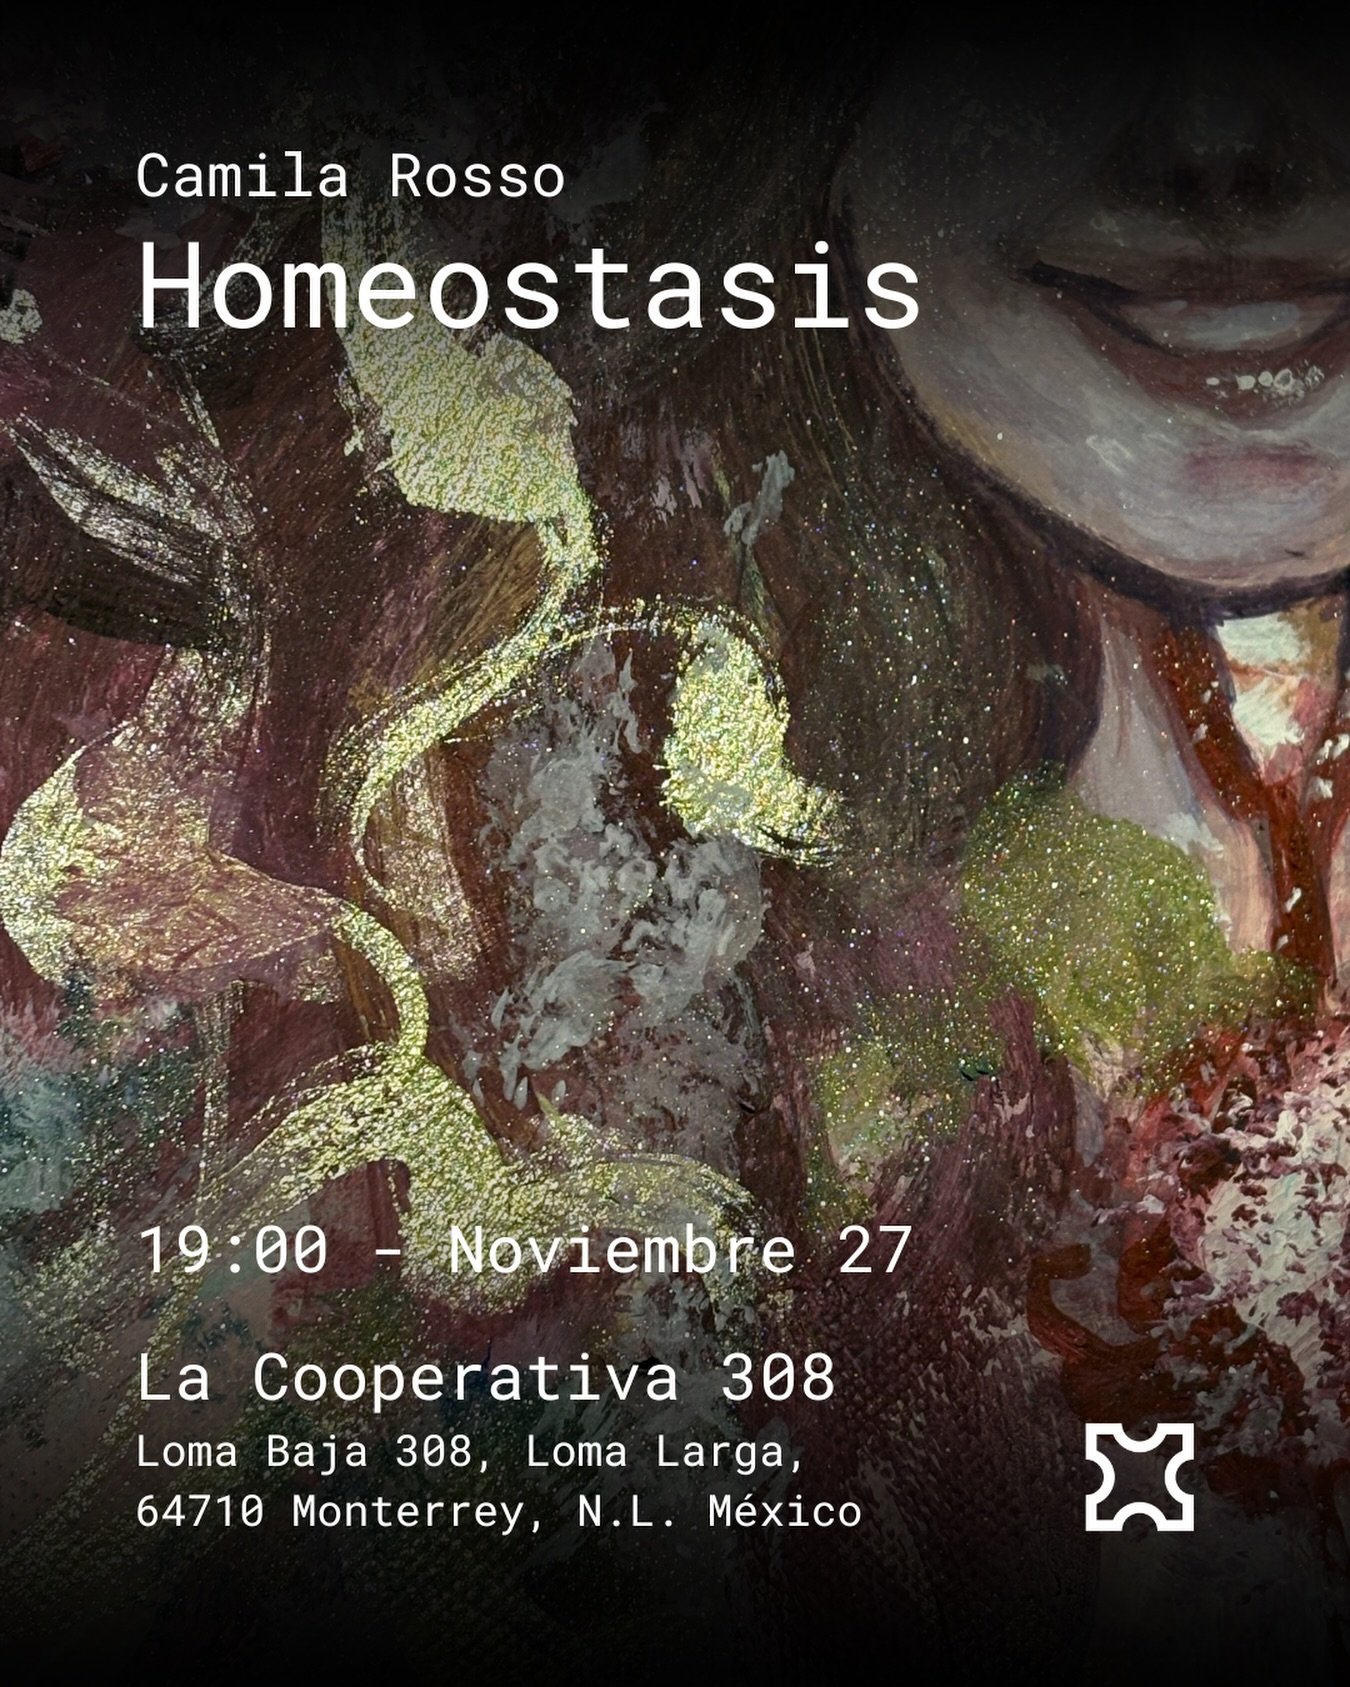 Camila Rosso
Homeostasis
19:00 - Noviembre 27
La Cooperativa 308
Loma Baja 308, Loma Larga,
64710 Monterrey, N.L. México